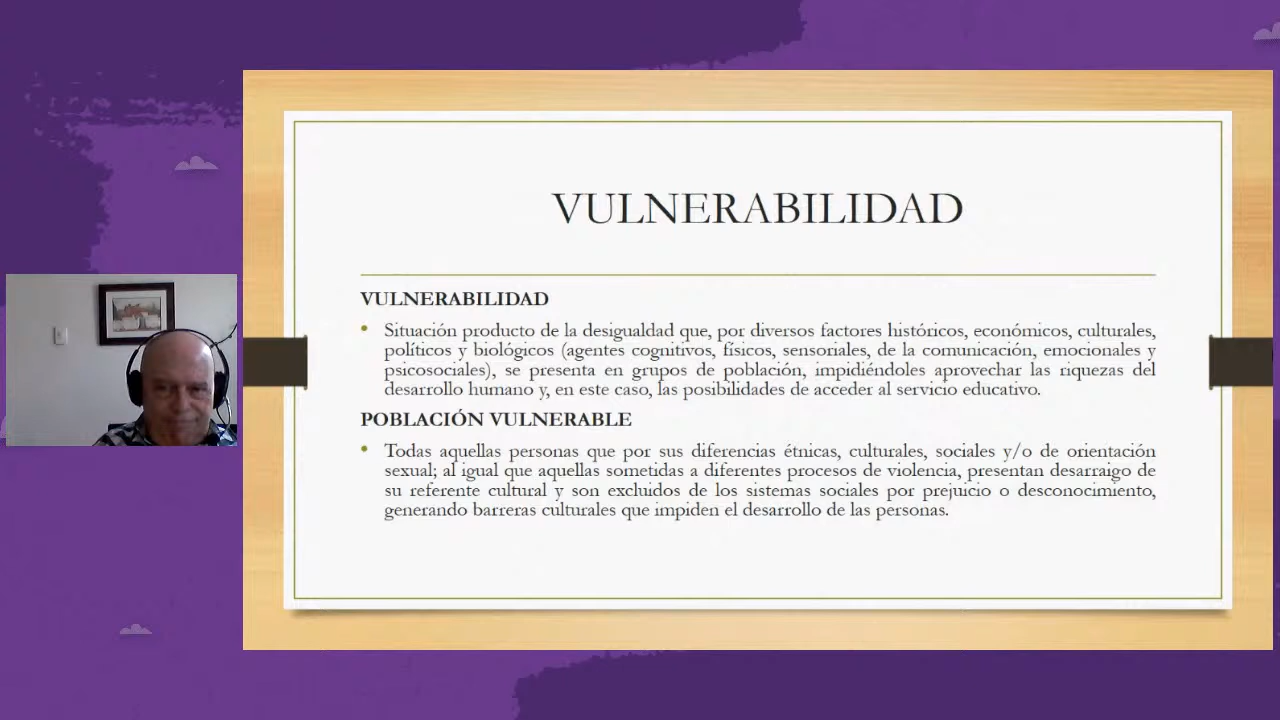 VULNERABILIDAD
VULNERABILIDAD
• Situación producto de la desigualdad que, por diversos factores históricos, económicos, culturales,
políticos y biológicos (agentes cognitivos, físicos, sensoriales, de la comunicación, emocionales y
psicosociales), se presenta en grupos de población, impidiéndoles aprovechar las riquezas del
desarrollo humano y, en este caso, las posibilidades de acceder al servicio educativo.
POBLACIÓN VULNERABLE
• Todas aquellas personas que por sus diferencias étnicas, culturales, sociales y/o de orientación
sexual; al igual que aquellas sometidas a diferentes procesos de violencia, presentan desarraigo de
su referente cultural y son excluidos de los sistemas sociales por prejuicio o desconocimiento,
generando barreras culturales que impiden el desarrollo de las personas.